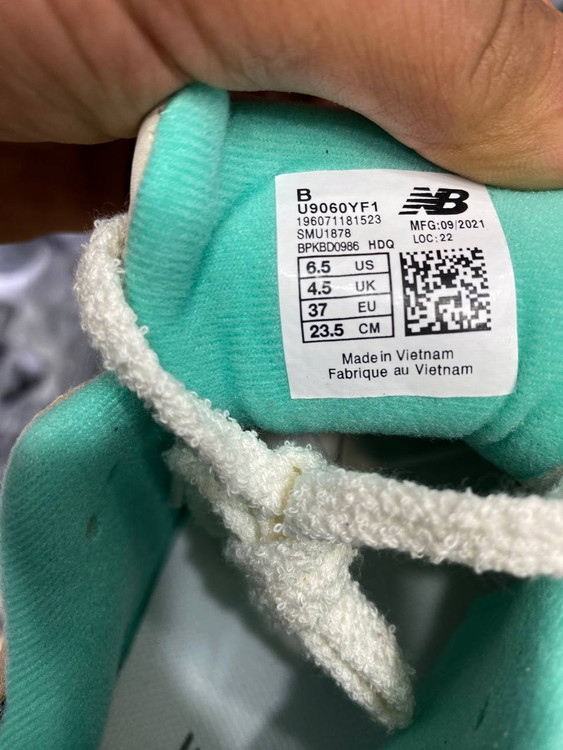 B
U9060YF1
196071181523
SMU1878
BPKBD0986 HDQ
NB
MFG:09/2021
LOC:22
6.5 US
4.5 UK
37 EU
23.5 CM
Made in Vietnam
Fabrique au Vietnam